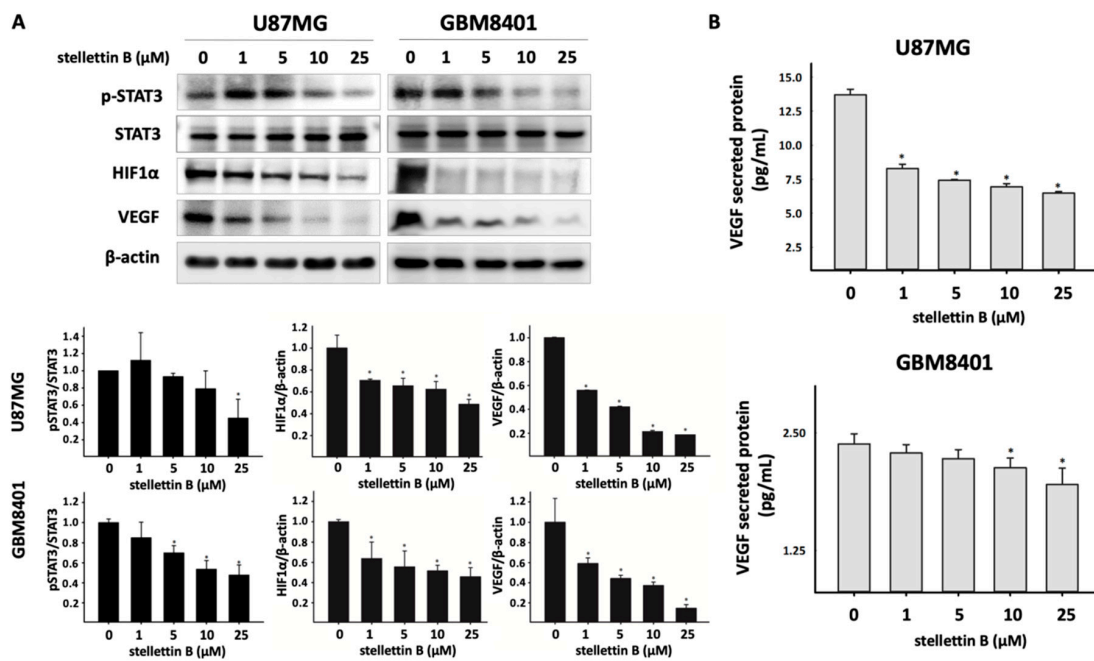 A
U87MG
GBM8401
stellettin B (μM)
0 1 5 10 25
0 1 5 10 25
p-STAT3
STAT3
HIF1α
VEGF
β-actin
U87MG
pSTAT3/STAT3
1.4
1.2
1.0
0.8
0.6
0.4
0.2
*
0 1 5 10 25
stellettin B (μM)
HIF1α/β-actin
1.2
1.0
0.8
0.6
0.4
0.2
* * * *
0 1 5 10 25
stellettin B (μM)
VEGF/β-actin
1.0
0.8
0.6
0.4
0.2
* * * *
0 1 5 10 25
stellettin B (μM)
GBM8401
pSTAT3/STAT3
1.2
1.0
0.8
0.6
0.4
0.2
* * *
0 1 5 10 25
stellettin B (μM)
HIF1α/β-actin
1.2
1.0
0.8
0.6
0.4
0.2
* * * *
0 1 5 10 25
stellettin B (μM)
VEGF/β-actin
1.2
1.0
0.8
0.6
0.4
0.2
* * * *
0 1 5 10 25
stellettin B (μM)
B
U87MG
VEGF secreted protein
(pg/mL)
15.0
12.5
10.0
7.5
5.0
2.5
* * * *
0 1 5 10 25
stellettin B (μM)
GBM8401
VEGF secreted protein
(pg/mL)
2.50
1.25
* *
0 1 5 10 25
stellettin B (μM)